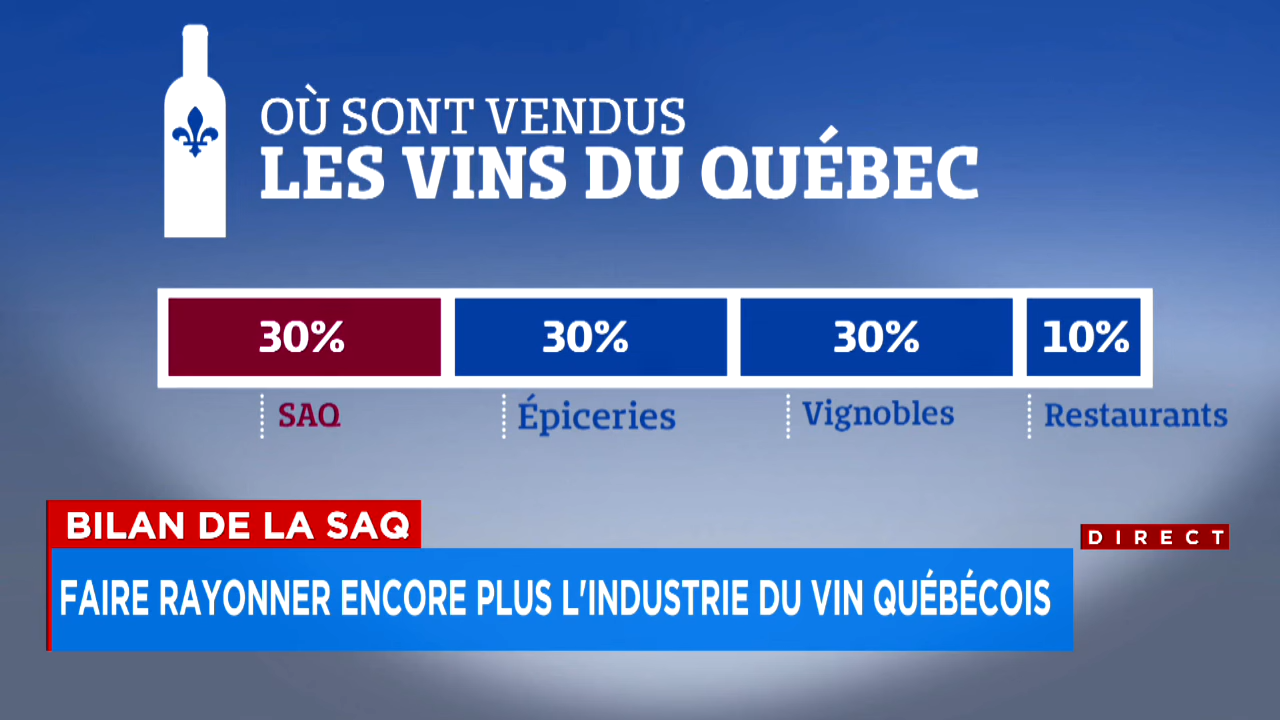 OÙ SONT VENDUS
LES VINS DU QUÉBEC
30% 30% 30% 10%
SAQ Épiceries Vignobles Restaurants
BILAN DE LA SAQ
DIRECT
FAIRE RAYONNER ENCORE PLUS L'INDUSTRIE DU VIN QUÉBÉCOIS